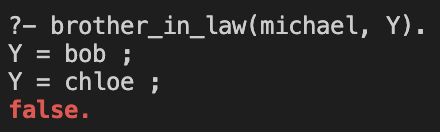 ?- brother_in_law(michael, Y).
Y = bob ;
Y = chloe ;
false.